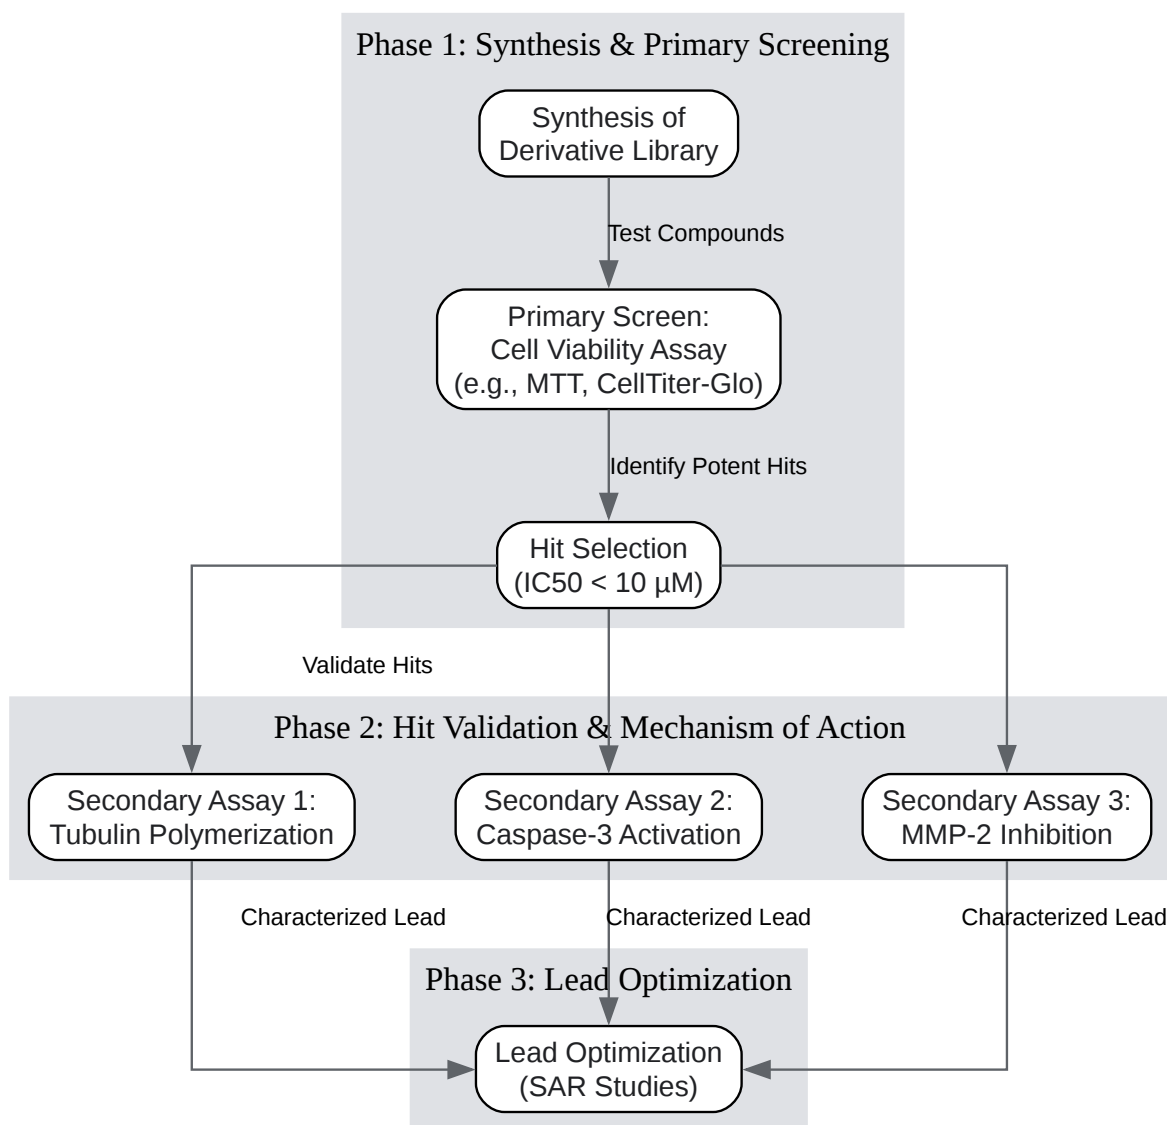 Phase 1: Synthesis & Primary Screening
Synthesis of
Derivative Library
Test Compounds
Primary Screen:
Cell Viability Assay
(e.g., MTT, CellTiter-Glo)
Identify Potent Hits
Hit Selection
(IC50 < 10 µM)
Validate Hits
Phase 2: Hit Validation & Mechanism of Action
Secondary Assay 1:
Tubulin Polymerization
Secondary Assay 2:
Caspase-3 Activation
Secondary Assay 3:
MMP-2 Inhibition
Characterized Lead
Characterized Lead
Characterized Lead
Phase 3: Lead Optimization
Lead Optimization
(SAR Studies)